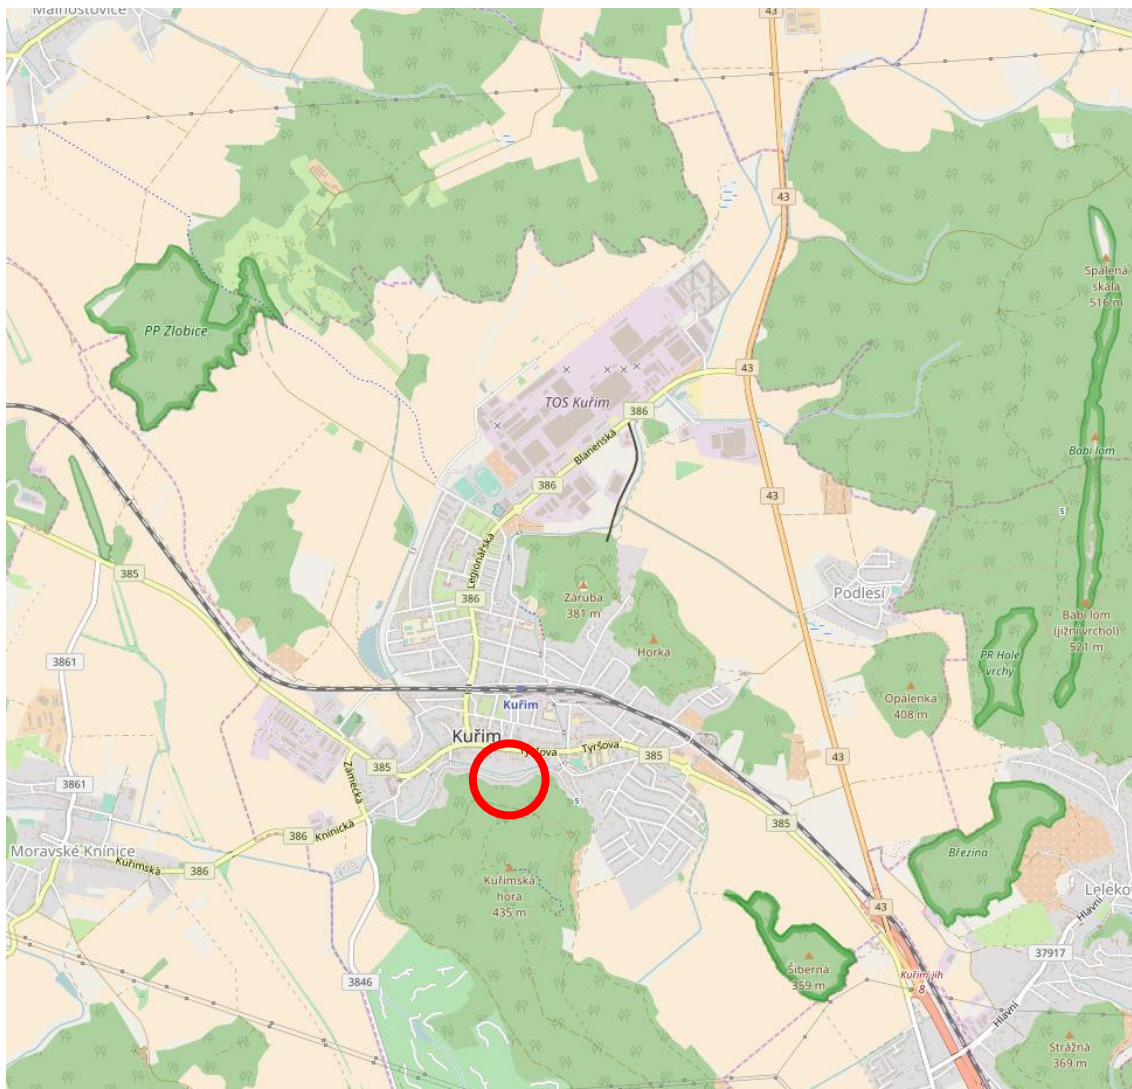 Malhostovice
43
43
Spálená
skála
516 m
PP Zlobice
43
TOS Kuřim
386
Blanenská
Babí lom
386
43
Legionářská
385
386
Záruba
381 m
Podlesí
Babí lom
(jižní vrchol)
521 m
3861
Horka
PR Holé
vrchy
Opálenka
408 m
Kuřim
Kuřim
Tyršova
Tyršova
385
43
385
Zámecká
3861
385
386
Knínická
Moravské Knínice
Kuřimská
386
Březina
Kuřimská
hora
435 m
Hlavní
43
37917
Šiberná
359 m
Kuřim-jih
8
3846
Hlavní
Strážná
369 m